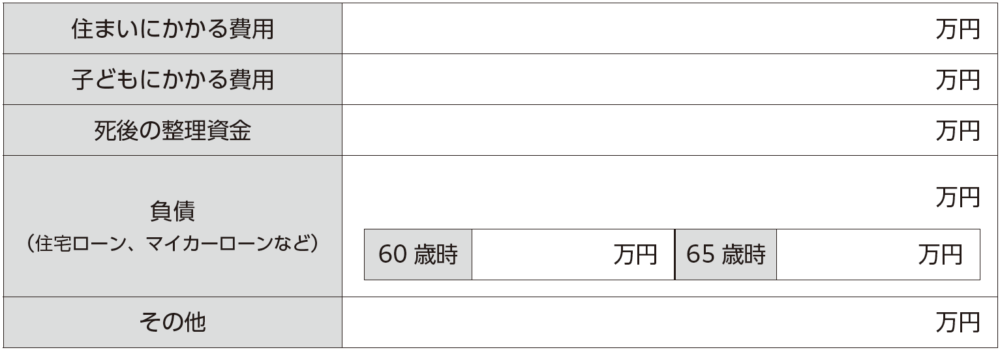 住まいにかかる費用 万円
子どもにかかる費用 万円
死後の整理資金 万円
負債
（住宅ローン、マイカーローンなど）
万円
60 歳時 万円 65 歳時 万円
その他 万円